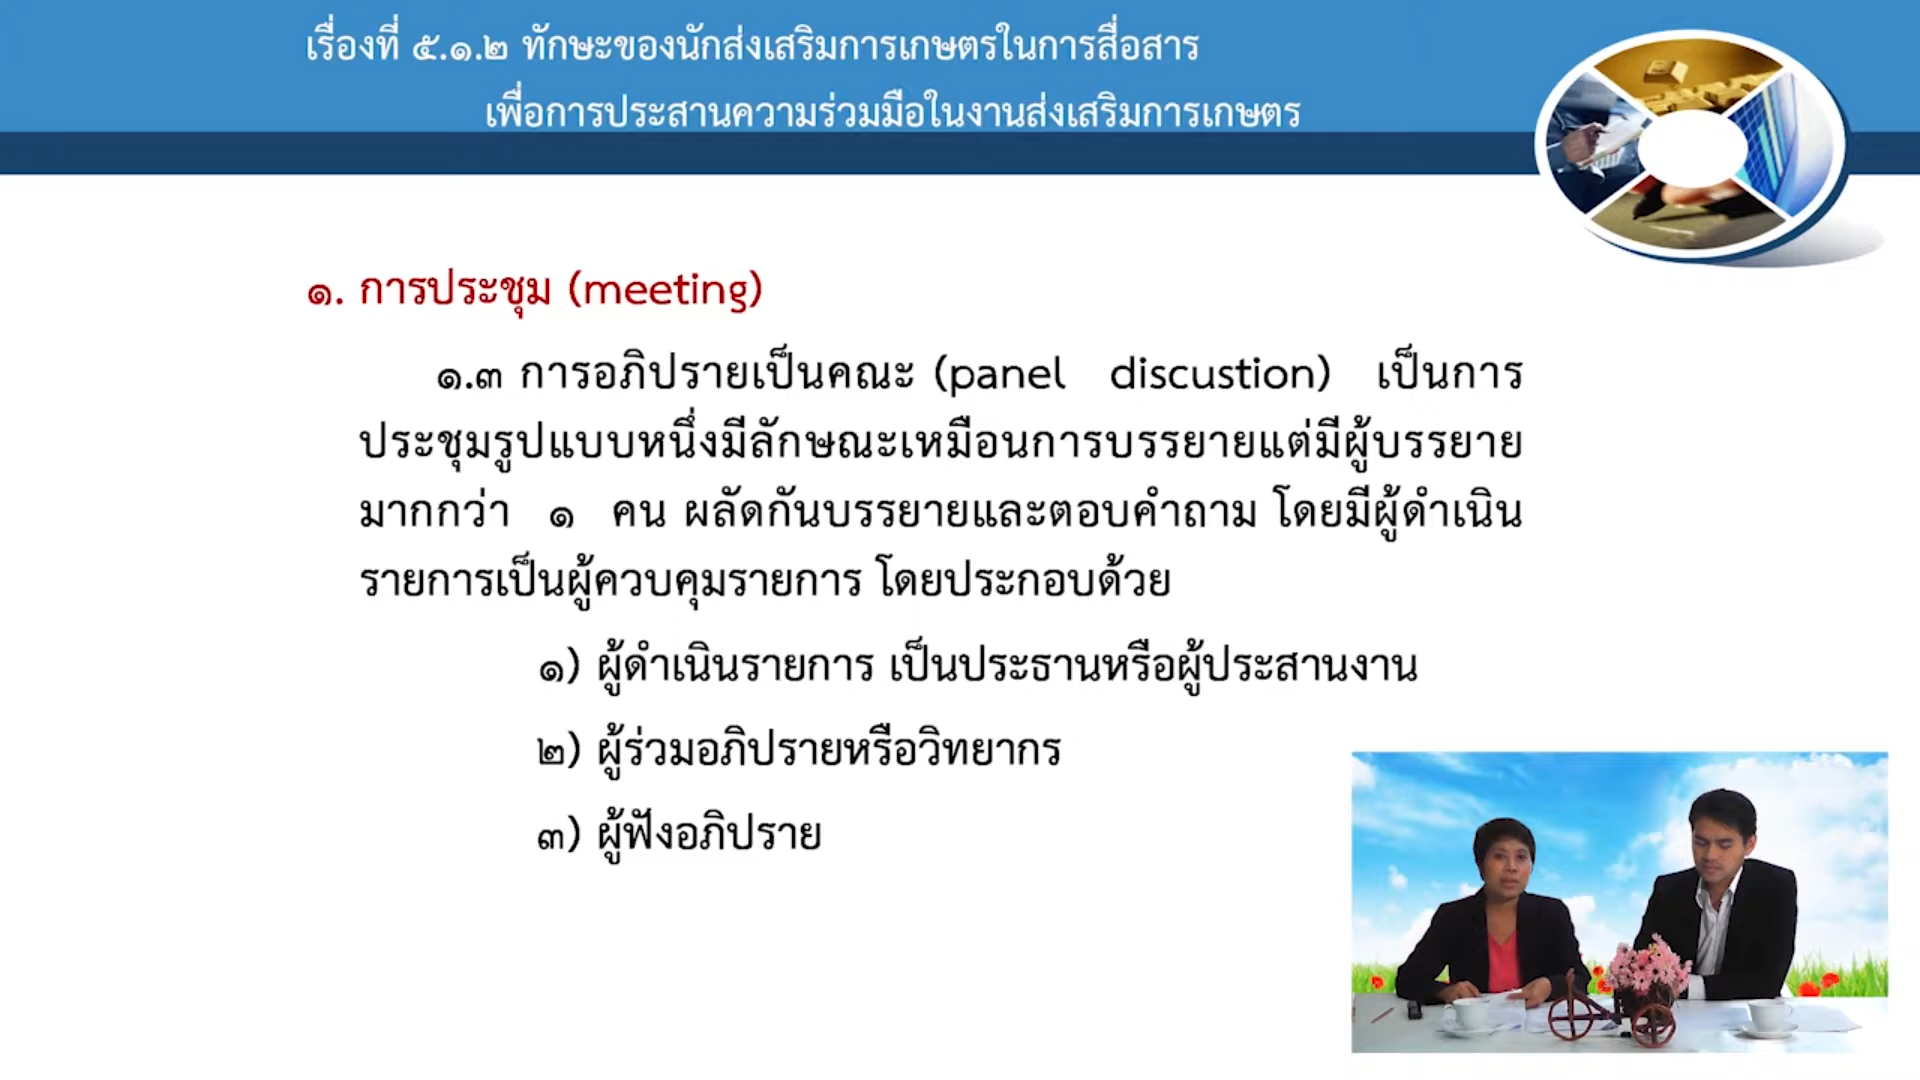 เรื่องที่ ๕.๑.๒ ทักษะของนักส่งเสริมการเกษตรในการสื่อสาร
เพื่อการประสานความร่วมมือในงานส่งเสริมการเกษตร
๑. การประชุม (meeting)
๑.๓ การอภิปรายเป็นคณะ (panel discustion) เป็นการ
ประชุมรูปแบบหนึ่งมีลักษณะเหมือนการบรรยายแต่มีผู้บรรยาย
มากกว่า ๑ คน ผลัดกันบรรยายและตอบคำถาม โดยมีผู้ดำเนิน
รายการเป็นผู้ควบคุมรายการ โดยประกอบด้วย
๑) ผู้ดำเนินรายการ เป็นประธานหรือผู้ประสานงาน
๒) ผู้ร่วมอภิปรายหรือวิทยากร
๓) ผู้ฟังอภิปราย